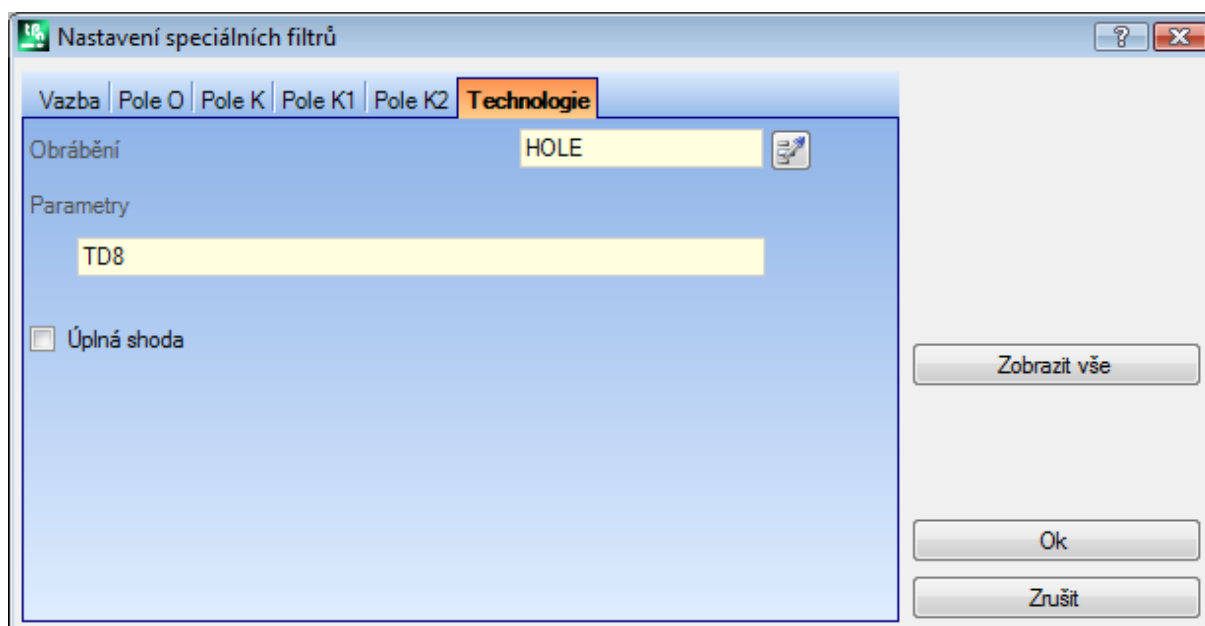 Nastavení speciálních filtrů
Vazba Pole O Pole K Pole K1 Pole K2 Technologie
Obrábění HOLE
Parametry
TD8
Úplná shoda
Zobrazit vše
Ok
Zrušit